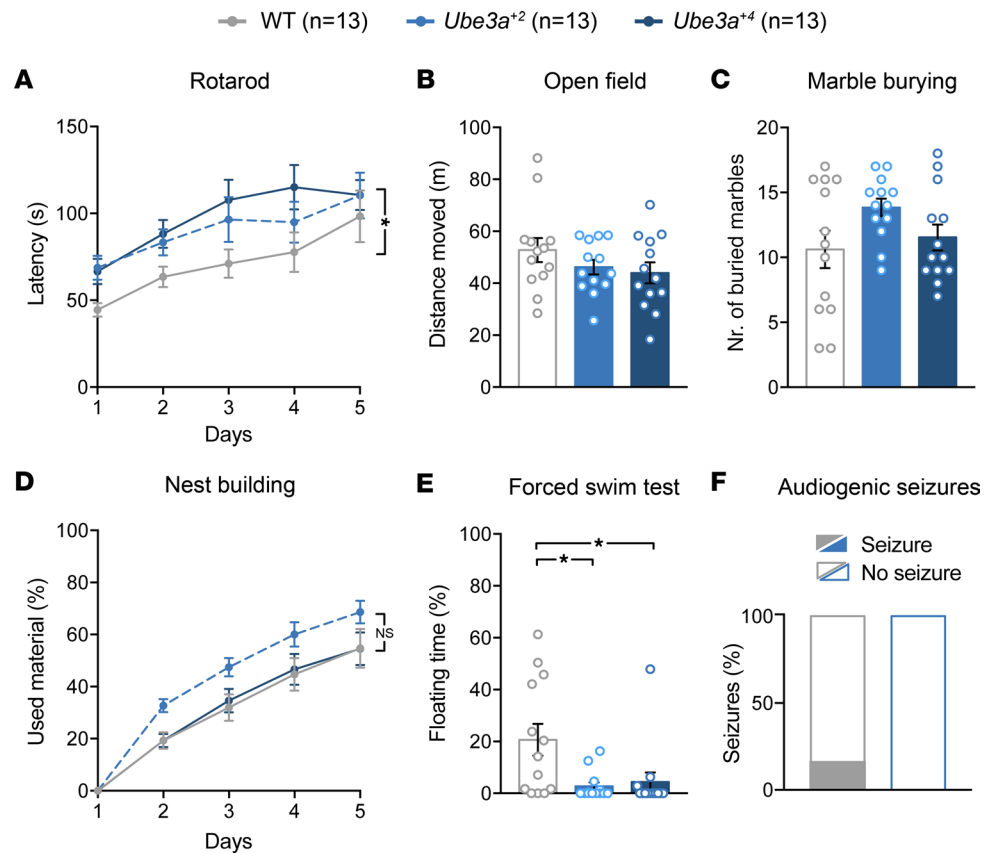 WT (n=13) Ube3a+2 (n=13) Ube3a+4 (n=13)
A Rotarod
Latency (s)
150
100
50
0
1 2 3 4 5
Days
*
B Open field
Distance moved (m)
100
80
60
40
20
0
C Marble burying
Nr. of buried marbles
20
15
10
5
0
D Nest building
Used material (%)
100
80
60
40
20
0
1 2 3 4 5
Days
NS
E Forced swim test
Floating time (%)
100
80
60
40
20
0
*
*
F Audiogenic seizures
Seizure
No seizure
Seizures (%)
100
50
0